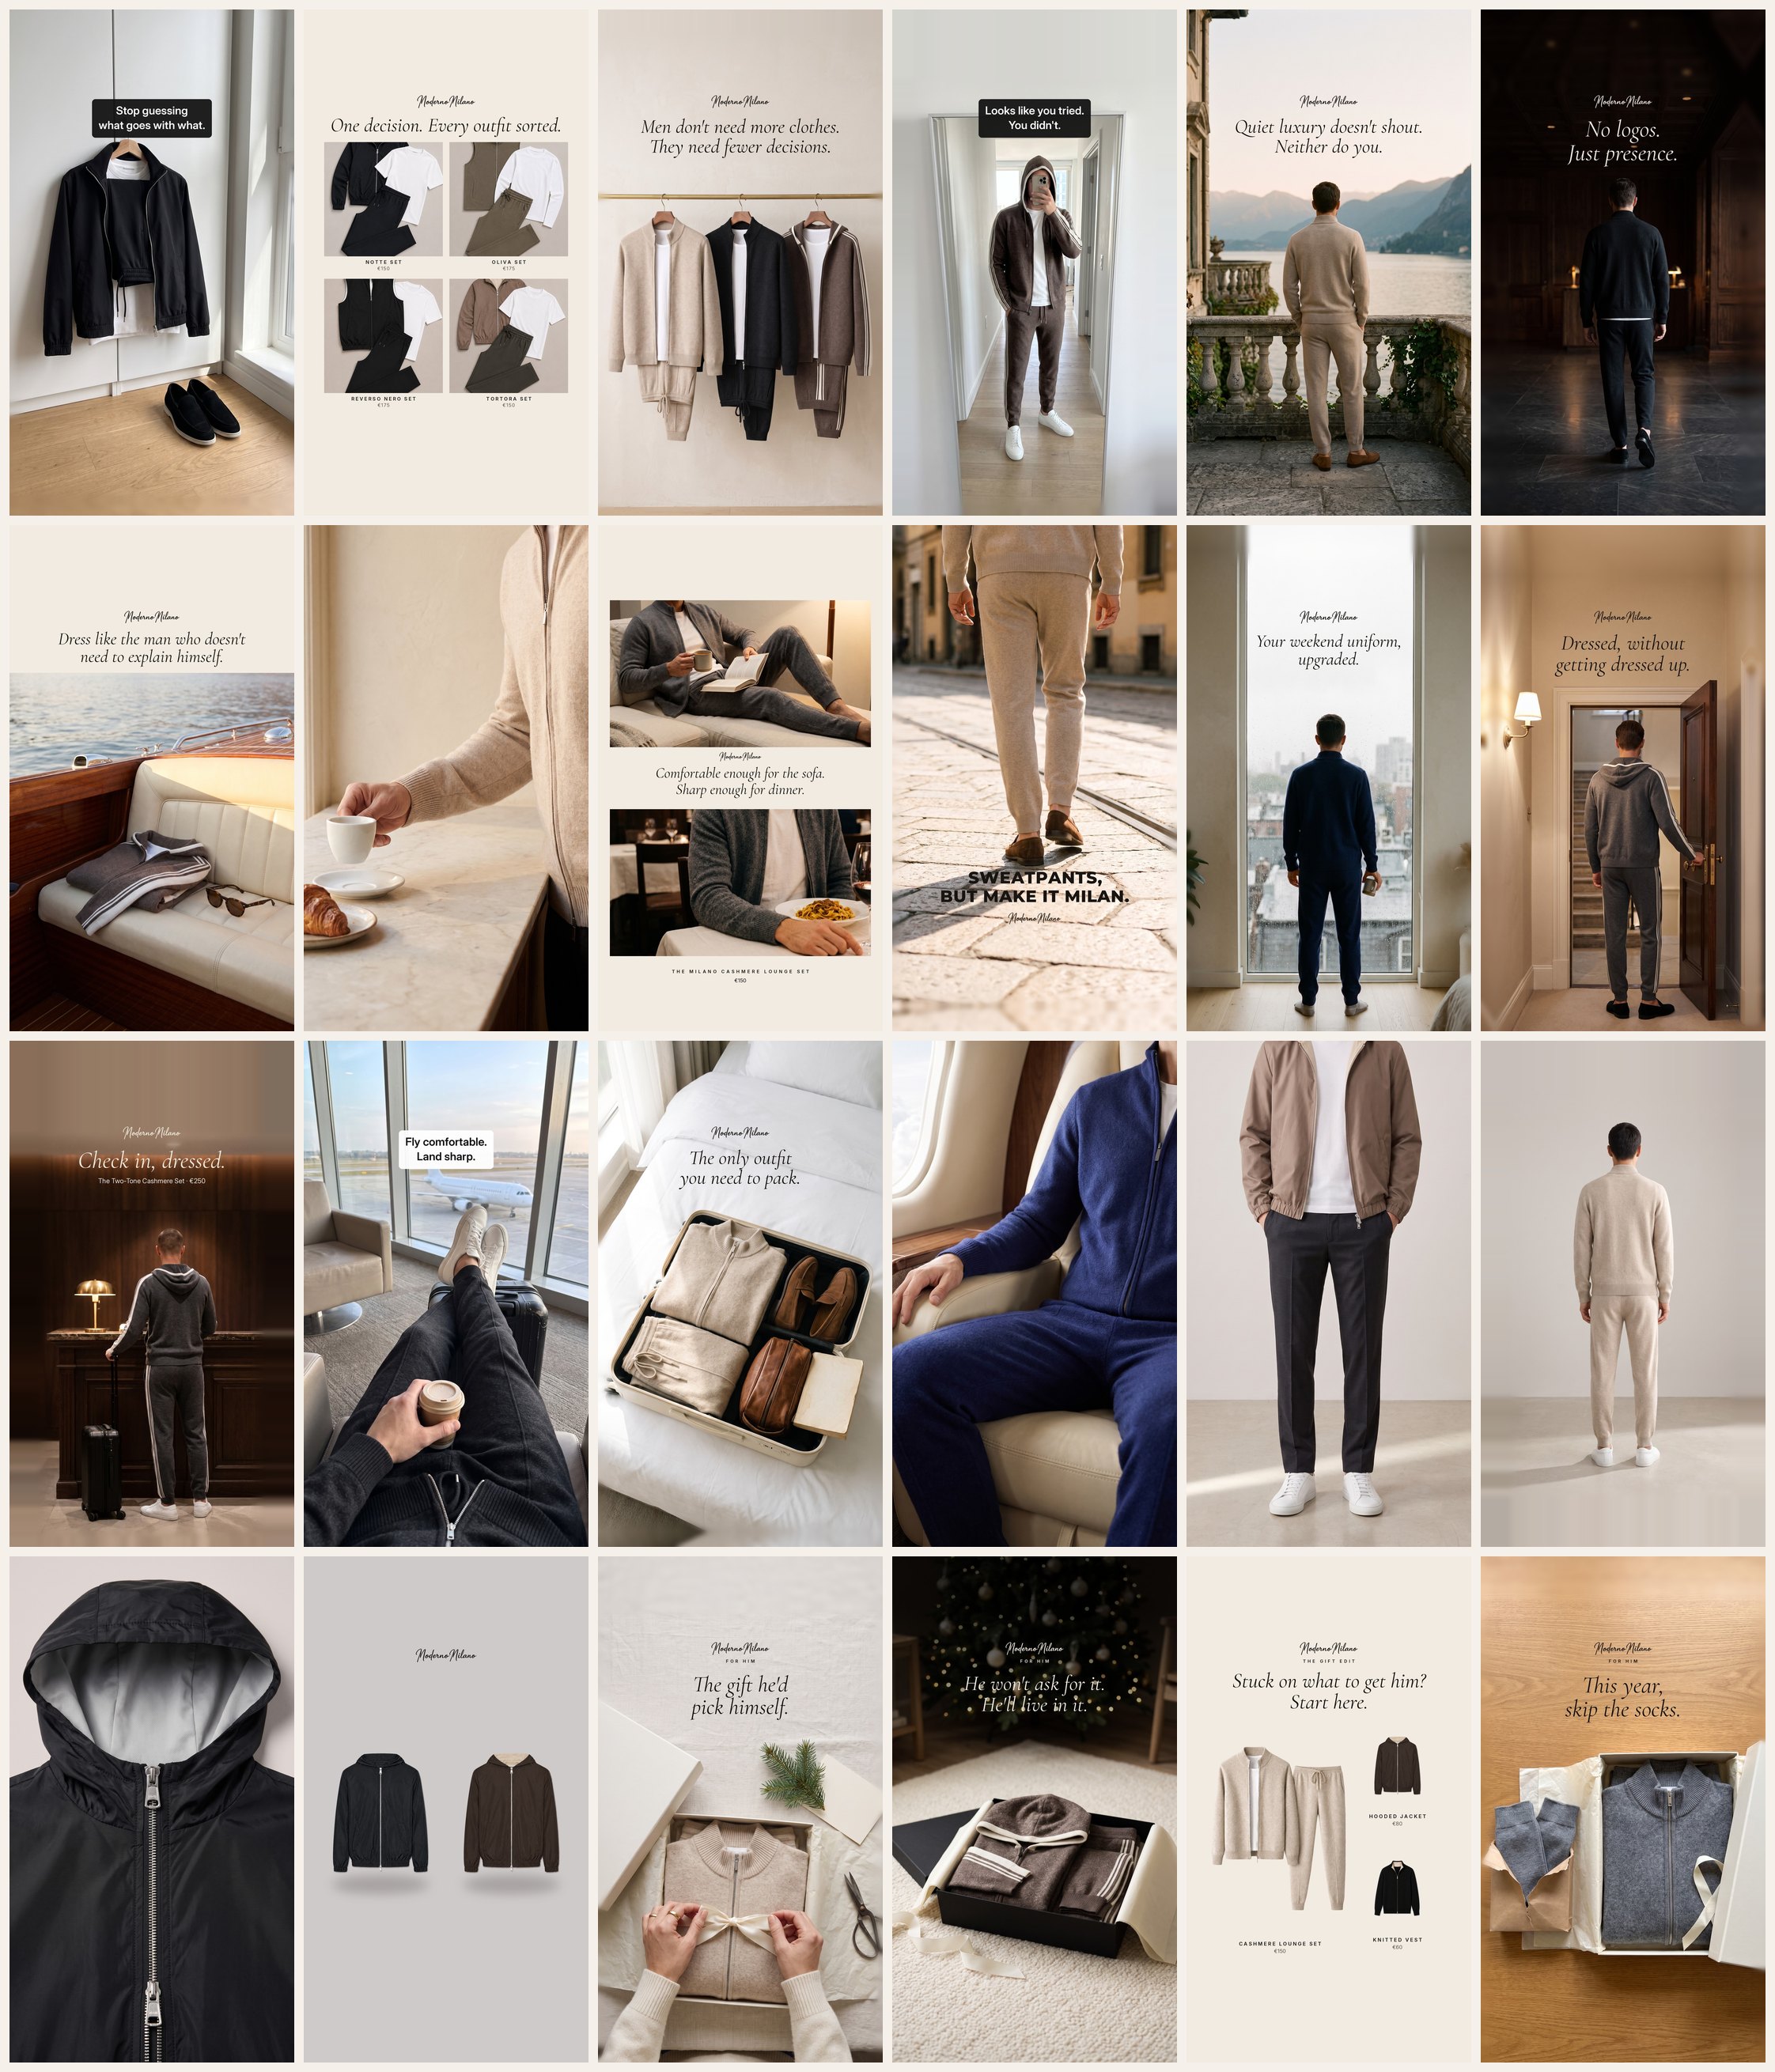 Stop guessing
what goes with what.
Moderno Milano
One decision. Every outfit sorted.
NOTTE SET
€150
OLIVA SET
€175
REVERSO NERO SET
€175
TORTORA SET
€150
Moderno Milano
Men don't need more clothes.
They need fewer decisions.
Looks like you tried.
You didn't.
Moderno Milano
Quiet luxury doesn't shout.
Neither do you.
Moderno Milano
No logos.
Just presence.
Moderno Milano
Dress like the man who doesn't
need to explain himself.
Moderno Milano
Comfortable enough for the sofa.
Sharp enough for dinner.
THE MILANO CASHMERE LOUNGE SET
€150
SWEATPANTS,
BUT MAKE IT MILAN.
Moderno Milano
Moderno Milano
Your weekend uniform,
upgraded.
Moderno Milano
Dressed, without
getting dressed up.
Moderno Milano
Check in, dressed.
The Two-Tone Cashmere Set · €250
Fly comfortable.
Land sharp.
Moderno Milano
The only outfit
you need to pack.
Moderno Milano
Moderno Milano
FOR HIM
The gift he'd
pick himself.
Moderno Milano
FOR HIM
He won't ask for it.
He'll live in it.
Moderno Milano
THE GIFT EDIT
Stuck on what to get him?
Start here.
HOODED JACKET
€80
CASHMERE LOUNGE SET
€150
KNITTED VEST
€60
Moderno Milano
FOR HIM
This year,
skip the socks.